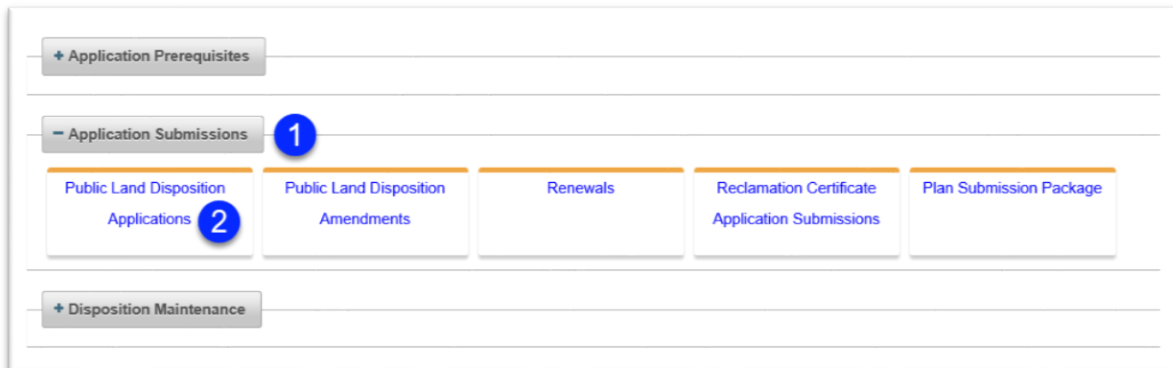 + Application Prerequisites
− Application Submissions 1
Public Land Disposition
Applications 2
Public Land Disposition
Amendments
Renewals
Reclamation Certificate
Application Submissions
Plan Submission Package
+ Disposition Maintenance